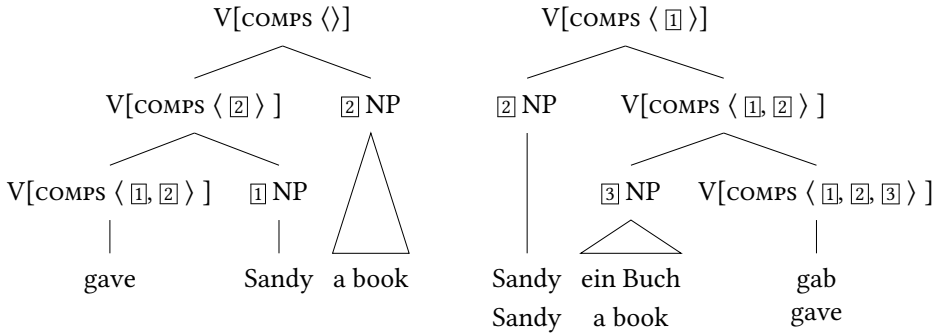 V[COMPS ⟨⟩] V[COMPS ⟨ 1 ⟩]
V[COMPS ⟨ 2 ⟩ ] 2 NP 2 NP V[COMPS ⟨ 1, 2 ⟩ ]
V[COMPS ⟨ 1, 2 ⟩ ] 1 NP 3 NP V[COMPS ⟨ 1, 2, 3 ⟩ ]
gave Sandy a book Sandy ein Buch gab
Sandy a book gave